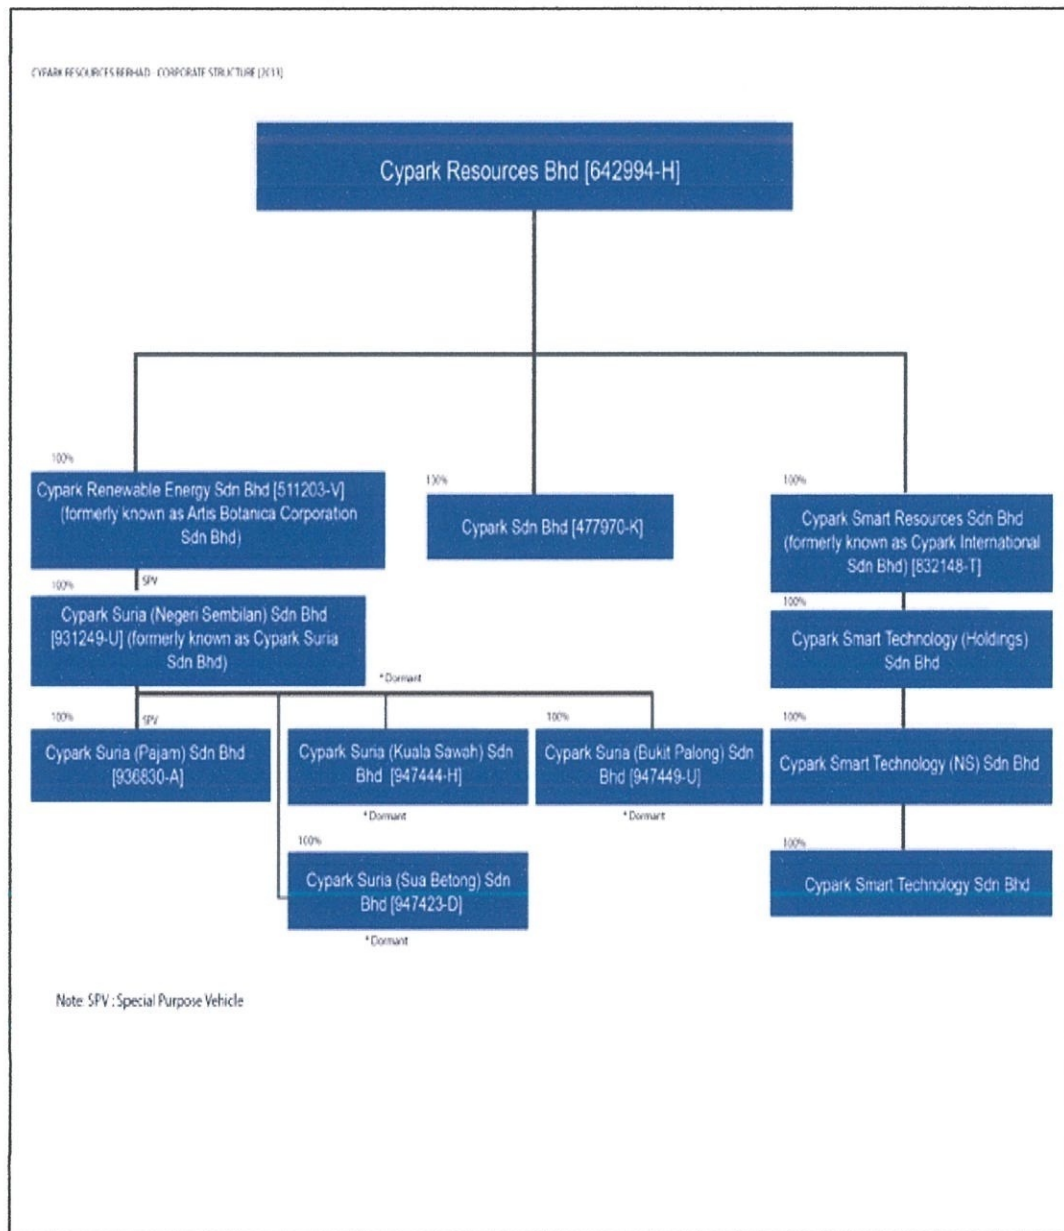 CYPARK RESOURCES BERHAD - CORPORATE STRUCTURE [2013]
Cypark Resources Bhd [642994-H]
100%
Cypark Renewable Energy Sdn Bhd [511203-V]
(formerly known as Artis Botanica Corporation
Sdn Bhd)
100%
Cypark Sdn Bhd [477970-K]
100%
Cypark Smart Resources Sdn Bhd
(formerly known as Cypark International
Sdn Bhd) [832148-T]
SPV
100%
Cypark Suria (Negeri Sembilan) Sdn Bhd
[931249-U] (formerly known as Cypark Suria
Sdn Bhd)
100%
Cypark Smart Technology (Holdings)
Sdn Bhd
* Dormant
100%
SPV
Cypark Suria (Pajam) Sdn Bhd
[936830-A]
Cypark Suria (Kuala Sawah) Sdn
Bhd [947444-H]
* Dormant
100%
Cypark Suria (Bukit Palong) Sdn
Bhd [947449-U]
* Dormant
100%
Cypark Smart Technology (NS) Sdn Bhd
100%
Cypark Suria (Sua Betong) Sdn
Bhd [947423-D]
* Dormant
100%
Cypark Smart Technology Sdn Bhd
Note: SPV : Special Purpose Vehicle